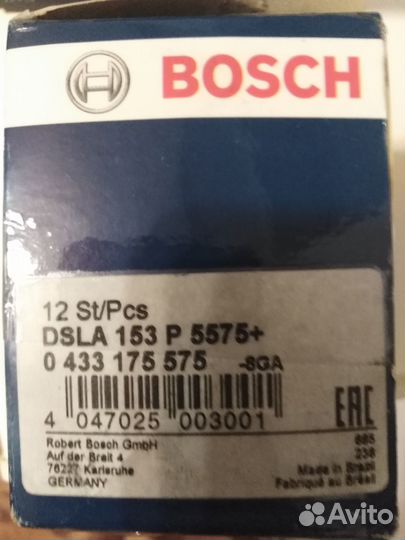 BOSCH
12 St/Pcs
DSLA 153 P 5575+
0 433 175 575 -8GA
4 047025 003001
EAC
Robert Bosch GmbH
Auf der Breit 4
76227 Karlsruhe
GERMANY
685
238
Made in Brazil
Fabriqué au Brésil
Avito